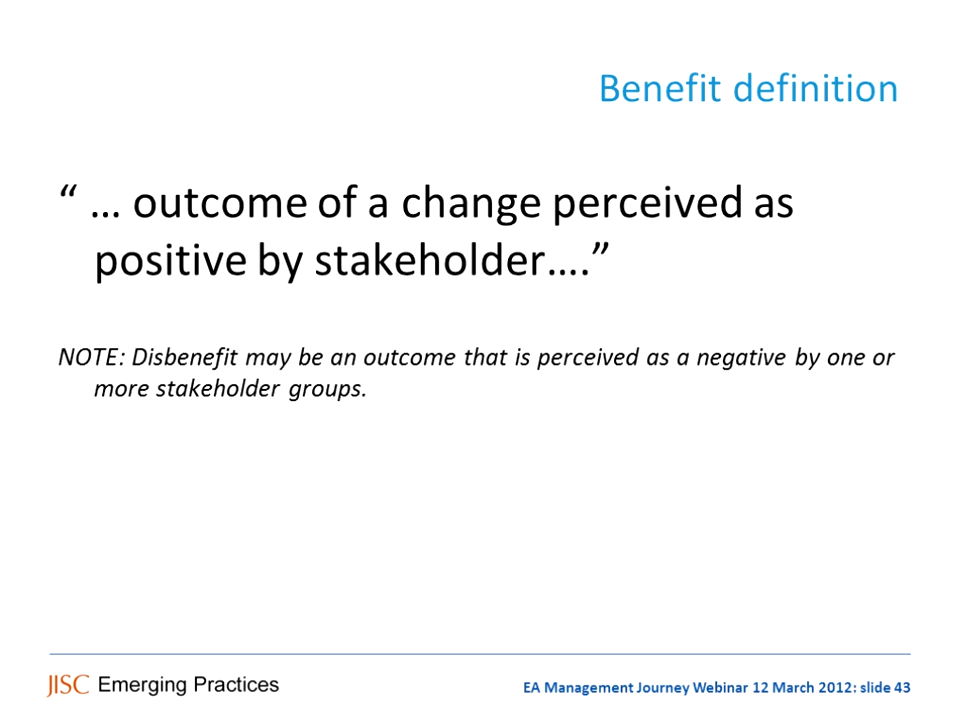 Benefit definition
“ … outcome of a change perceived as
positive by stakeholder….”
NOTE: Disbenefit may be an outcome that is perceived as a negative by one or
more stakeholder groups.
JISC Emerging Practices
EA Management Journey Webinar 12 March 2012: slide 43